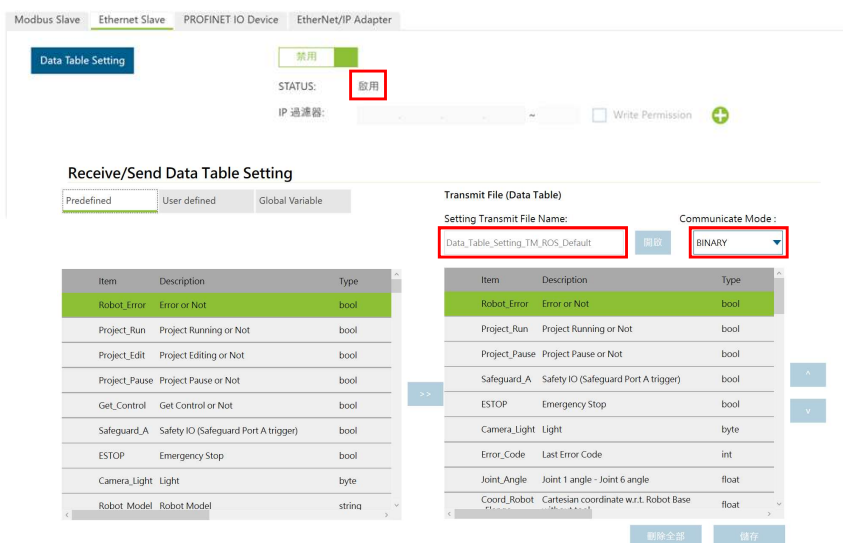 Modbus Slave Ethernet Slave PROFINET IO Device EtherNet/IP Adapter
Data Table Setting 禁用
STATUS: 啟用
IP 過濾器: . . . ~ Write Permission
Receive/Send Data Table Setting
Predefined User defined Global Variable
Transmit File (Data Table)
Setting Transmit File Name: Communicate Mode :
Data_Table_Setting_TM_ROS_Default 開啟 BINARY
Item Description Type
Robot_Error Error or Not bool
Project_Run Project Running or Not bool
Project_Edit Project Editing or Not bool
Project_Pause Project Pause or Not bool
Get_Control Get Control or Not bool
Safeguard_A Safety IO (Safeguard Port A trigger) bool
ESTOP Emergency Stop bool
Camera_Light Light byte
Robot_Model Robot Model string
>>
Item Description Type
Robot_Error Error or Not bool
Project_Run Project Running or Not bool
Project_Pause Project Pause or Not bool
Safeguard_A Safety IO (Safeguard Port A trigger) bool
ESTOP Emergency Stop bool
Camera_Light Light byte
Error_Code Last Error Code int
Joint_Angle Joint 1 angle - Joint 6 angle float
Coord_Robot Cartesian coordinate w.r.t. Robot Base float
刪除全部 儲存